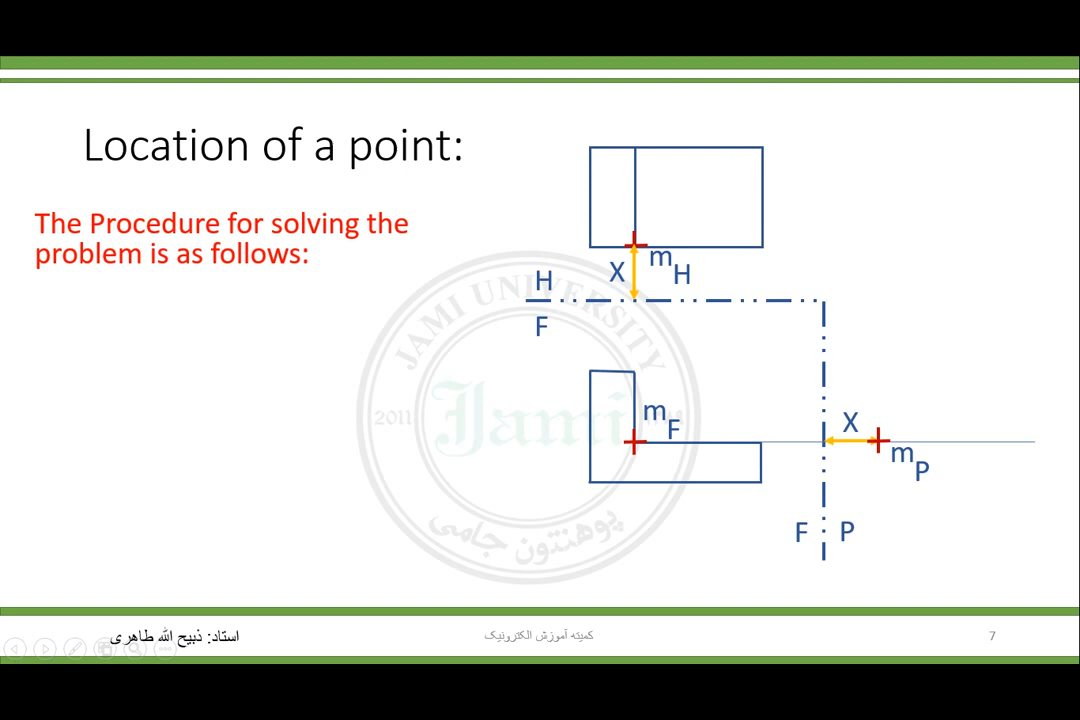 Location of a point:
The Procedure for solving the
problem is as follows:
X
mH
H
F
mF
X
mP
F
P
JAMI UNIVERSITY
2011
Jami
پوهنتون جامی
استاد: ذبیح الله طاهری
کمیته آموزش الکترونیک
7